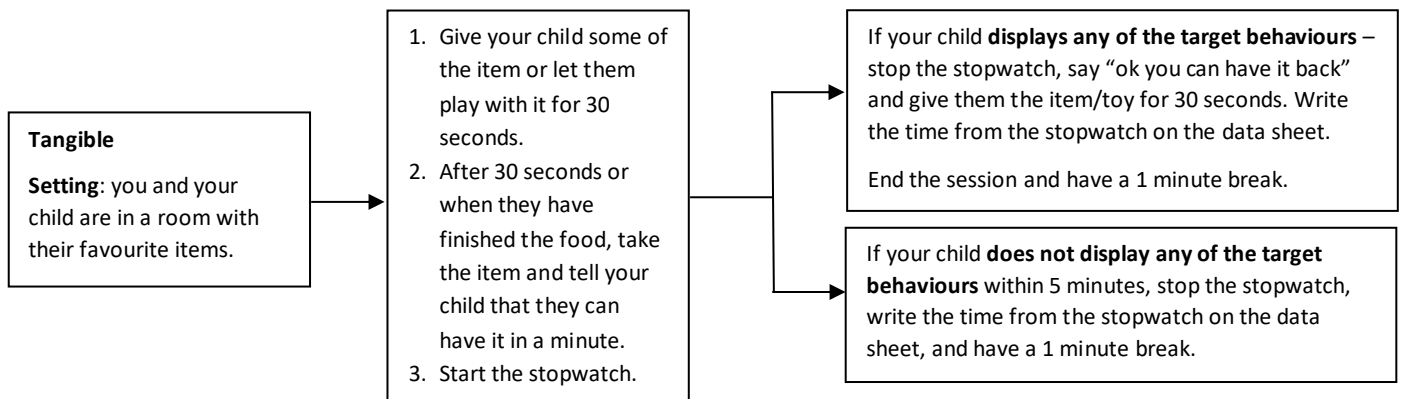 Tangible
Setting: you and your
child are in a room with
their favourite items.
1. Give your child some of
the item or let them
play with it for 30
seconds.
2. After 30 seconds or
when they have
finished the food, take
the item and tell your
child that they can
have it in a minute.
3. Start the stopwatch.
If your child displays any of the target behaviours –
stop the stopwatch, say “ok you can have it back”
and give them the item/toy for 30 seconds. Write
the time from the stopwatch on the data sheet.
End the session and have a 1 minute break.
If your child does not display any of the target
behaviours within 5 minutes, stop the stopwatch,
write the time from the stopwatch on the data
sheet, and have a 1 minute break.